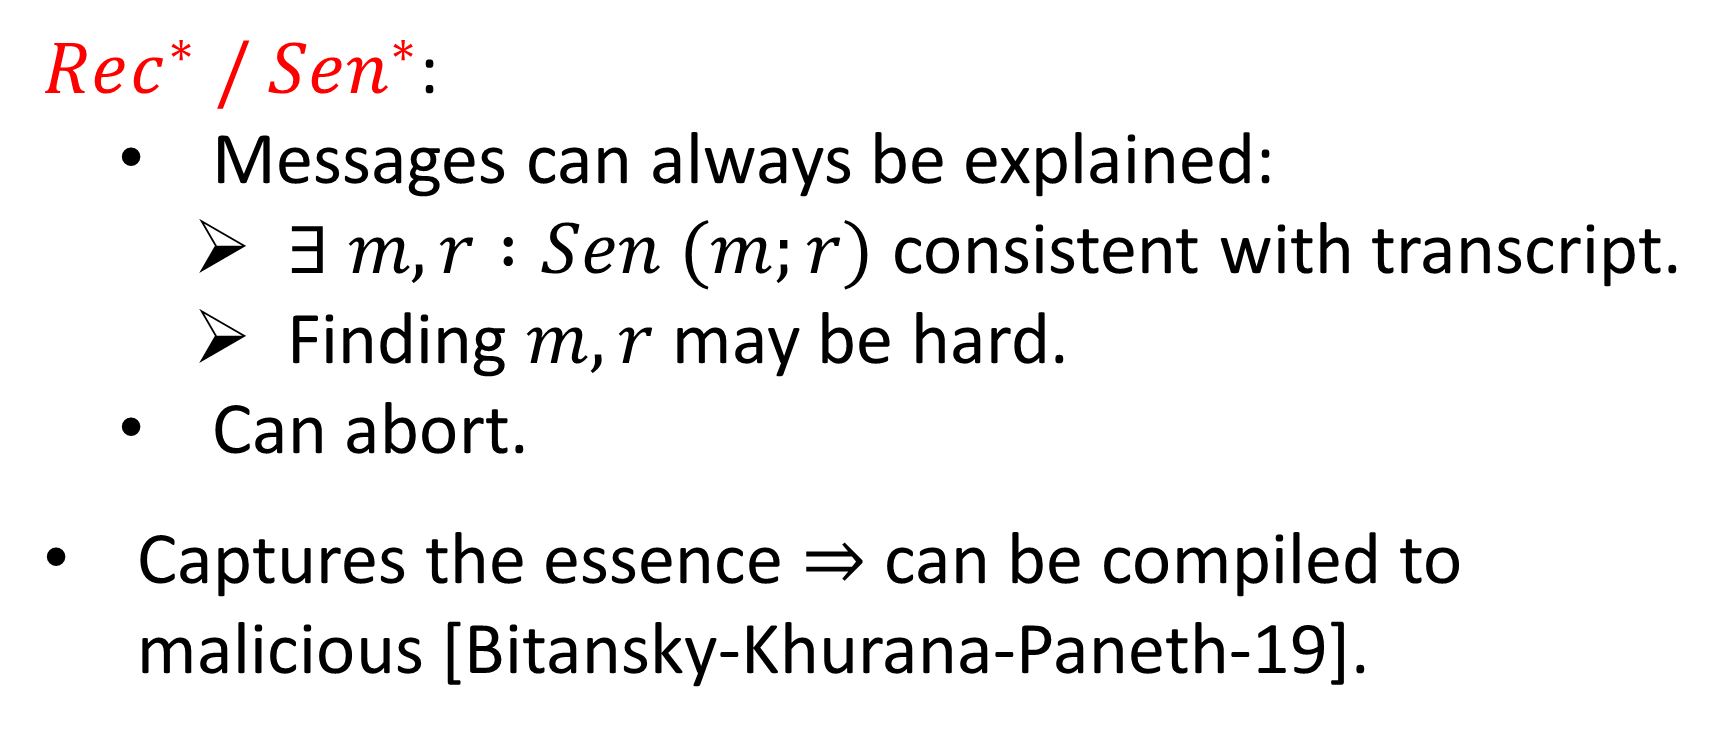 Rec* / Sen*:
• Messages can always be explained:
➢ ∃ m, r : Sen (m; r) consistent with transcript.
➢ Finding m, r may be hard.
• Can abort.
• Captures the essence ⇒ can be compiled to
malicious [Bitansky-Khurana-Paneth-19].